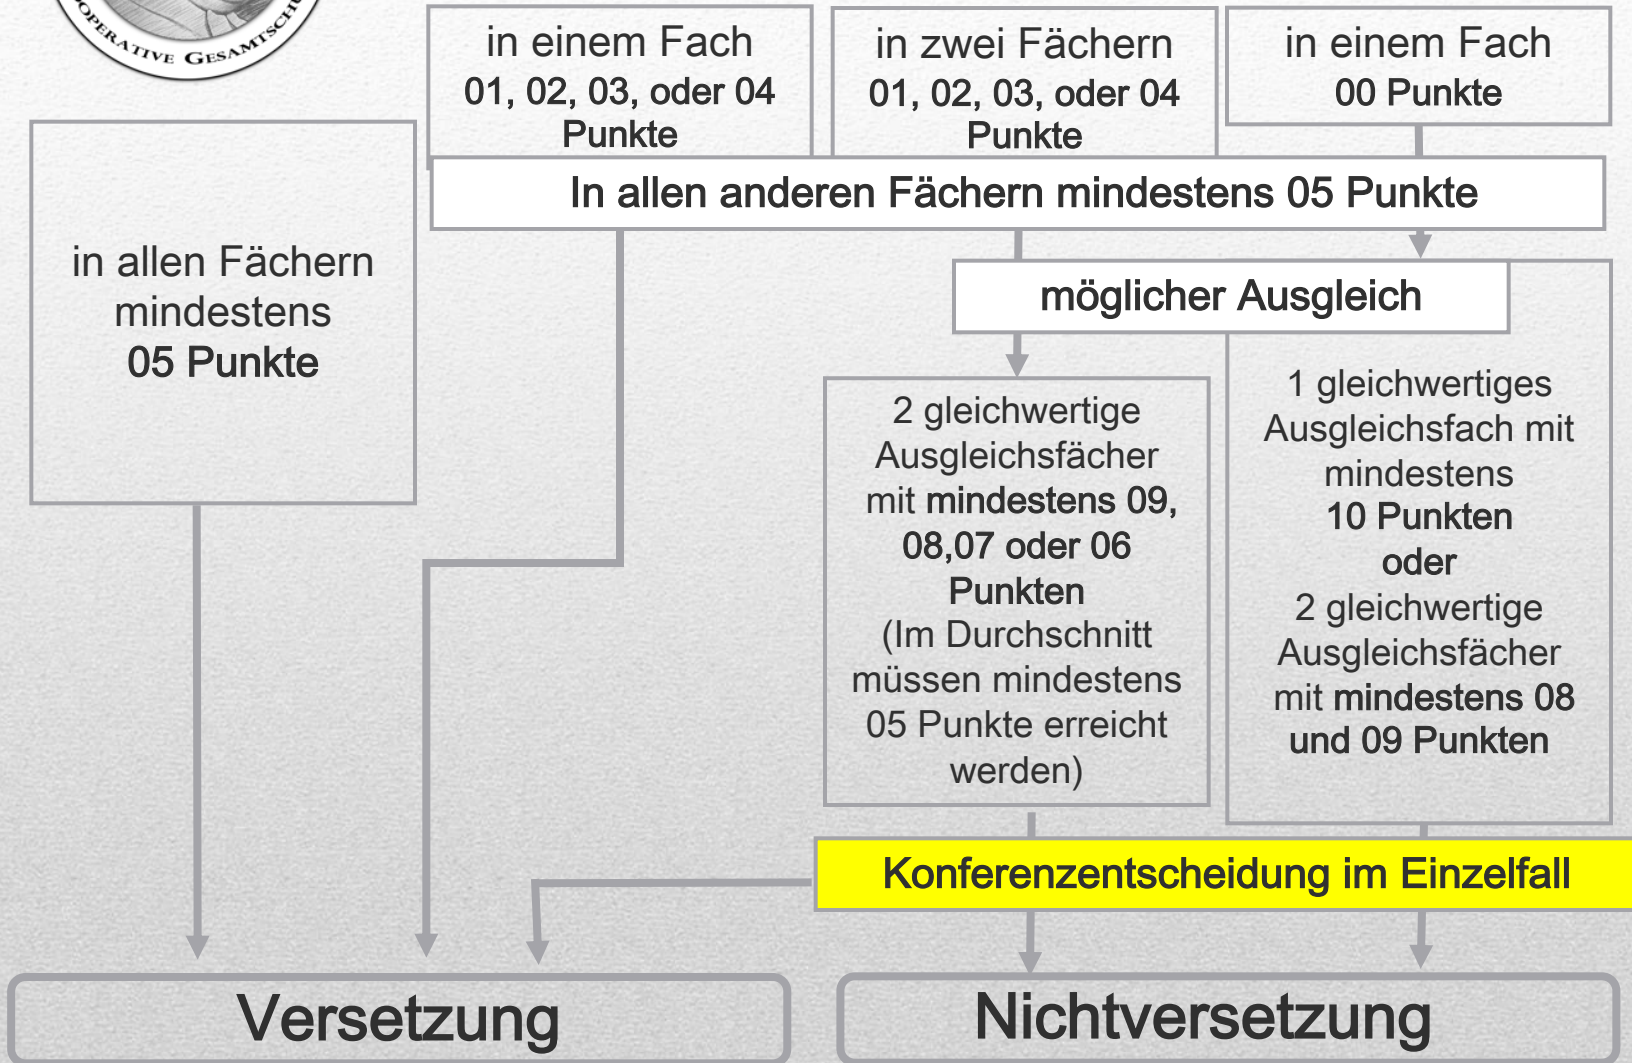 OPERATIVE GESAMTSCHU
in einem Fach
01, 02, 03, oder 04
Punkte
in zwei Fächern
01, 02, 03, oder 04
Punkte
in einem Fach
00 Punkte
In allen anderen Fächern mindestens 05 Punkte
in allen Fächern
mindestens
05 Punkte
möglicher Ausgleich
2 gleichwertige
Ausgleichsfächer
mit mindestens 09,
08,07 oder 06
Punkten
(Im Durchschnitt
müssen mindestens
05 Punkte erreicht
werden)
1 gleichwertiges
Ausgleichsfach mit
mindestens
10 Punkten
oder
2 gleichwertige
Ausgleichsfächer
mit mindestens 08
und 09 Punkten
Konferenzentscheidung im Einzelfall
Versetzung
Nichtversetzung